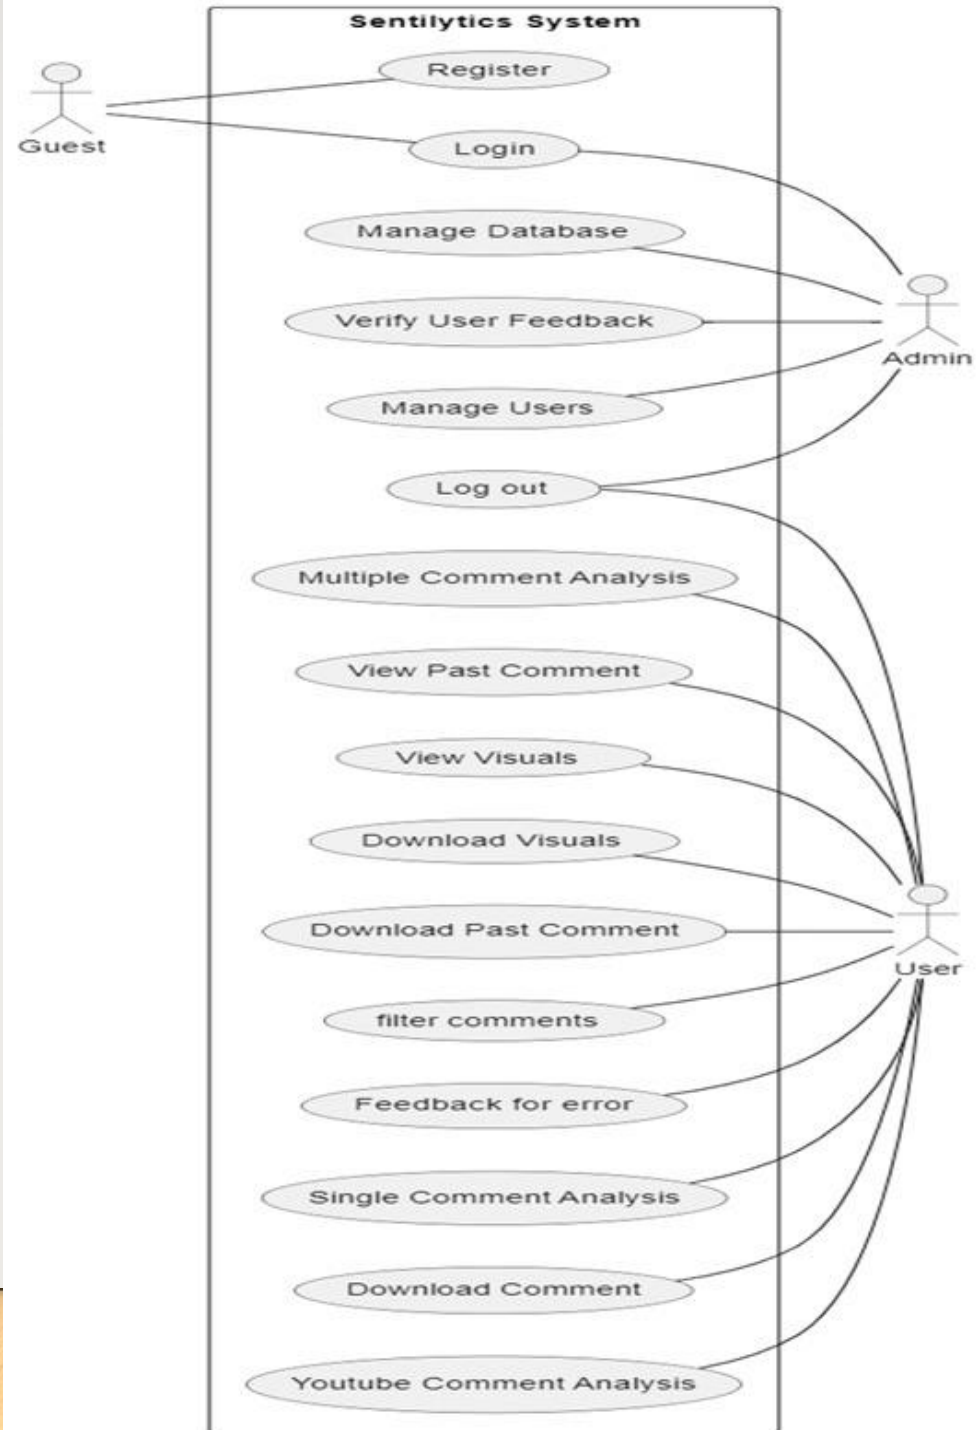 Sentilytics System
Register
Guest
Login
Manage Database
Verify User Feedback
Admin
Manage Users
Log out
Multiple Comment Analysis
View Past Comment
View Visuals
Download Visuals
Download Past Comment
User
filter comments
Feedback for error
Single Comment Analysis
Download Comment
Youtube Comment Analysis